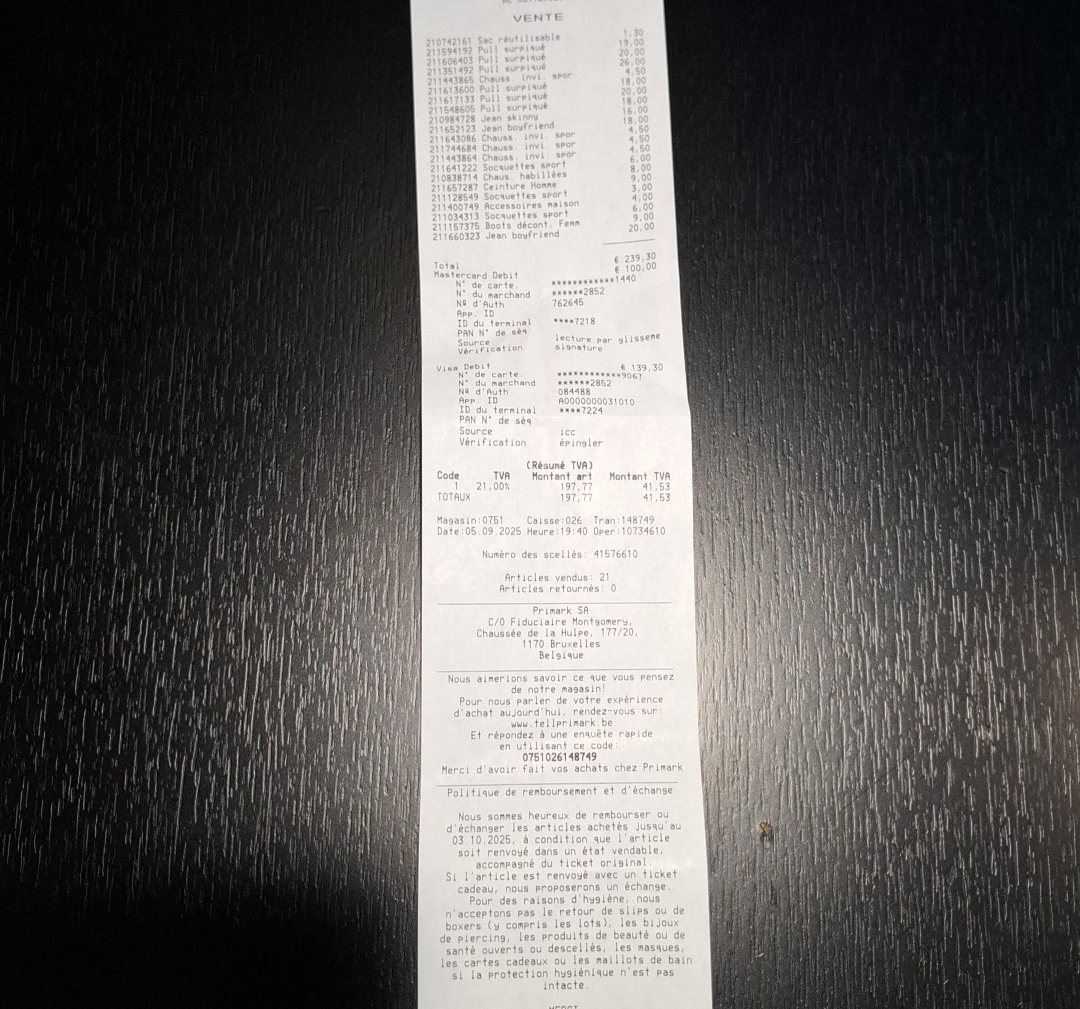 VENTE
210742161 Sac réutilisable 1,30
211594192 Pull surpiqué 19,00
211606403 Pull surpiqué 20,00
211351492 Pull surpiqué 26,00
211443865 Chauss. invi. spor 4,50
211613600 Pull surpiqué 18,00
211617133 Pull surpiqué 20,00
211548605 Pull surpiqué 18,00
210984728 Jean skinny 16,00
211652123 Jean boyfriend 18,00
211643086 Chauss. invi. spor 4,50
211744684 Chauss. invi. spor 4,50
211443864 Chauss. invi. spor 4,50
211641222 Socquettes sport 6,00
210838714 Chaus. habillées 8,00
211657287 Ceinture Homme 9,00
211128549 Socquettes sport 3,00
211400749 Accessoires maison 4,00
211034313 Socquettes sport 6,00
211157375 Boots décont. Femm 9,00
211660323 Jean boyfriend 20,00
Total € 239,30
Mastercard Debit € 100,00
N° de carte. ************1440
N° du marchand ******2852
Nº d'Auth 762645
App. ID
ID du terminal ****7218
PAN N° de séq
Source lecture par glisseme
Vérification signature
Visa Debit € 139,30
N° de carte. ************9067
N° du marchand ******2852
Nº d'Auth 084488
App. ID A0000000031010
ID du terminal ****7224
PAN N° de séq
Source icc
Vérification épingler
(Résumé TVA)
Code TVA Montant art Montant TVA
1 21,00% 197,77 41,53
TOTAUX 197,77 41,53
Magasin:0751 Caisse:026 Tran:148749
Date:05.09.2025 Heure:19:40 Oper:10734610
Numéro des scellés: 41576610
Articles vendus: 21
Articles retournés: 0
Primark SA
C/O Fiduciaire Montgomery,
Chaussée de la Hulpe, 177/20,
1170 Bruxelles
Belgique
Nous aimerions savoir ce que vous pensez
de notre magasin!
Pour nous parler de votre expérience
d'achat aujourd'hui, rendez-vous sur:
www.tellprimark.be
Et répondez à une enquête rapide
en utilisant ce code:
0751026148749
Merci d'avoir fait vos achats chez Primark
Politique de remboursement et d'échange
Nous sommes heureux de rembourser ou
d'échanger les articles achetés jusqu'au
03.10.2025, à condition que l'article
soit renvoyé dans un état vendable,
accompagné du ticket original.
Si l'article est renvoyé avec un ticket
cadeau, nous proposerons un échange.
Pour des raisons d'hygiène, nous
n'acceptons pas le retour de slips ou de
boxers (y compris les lots), les bijoux
de piercing, les produits de beauté ou de
santé ouverts ou descellés, les masques,
les cartes cadeaux ou les maillots de bain
si la protection hygiénique n'est pas
intacte.